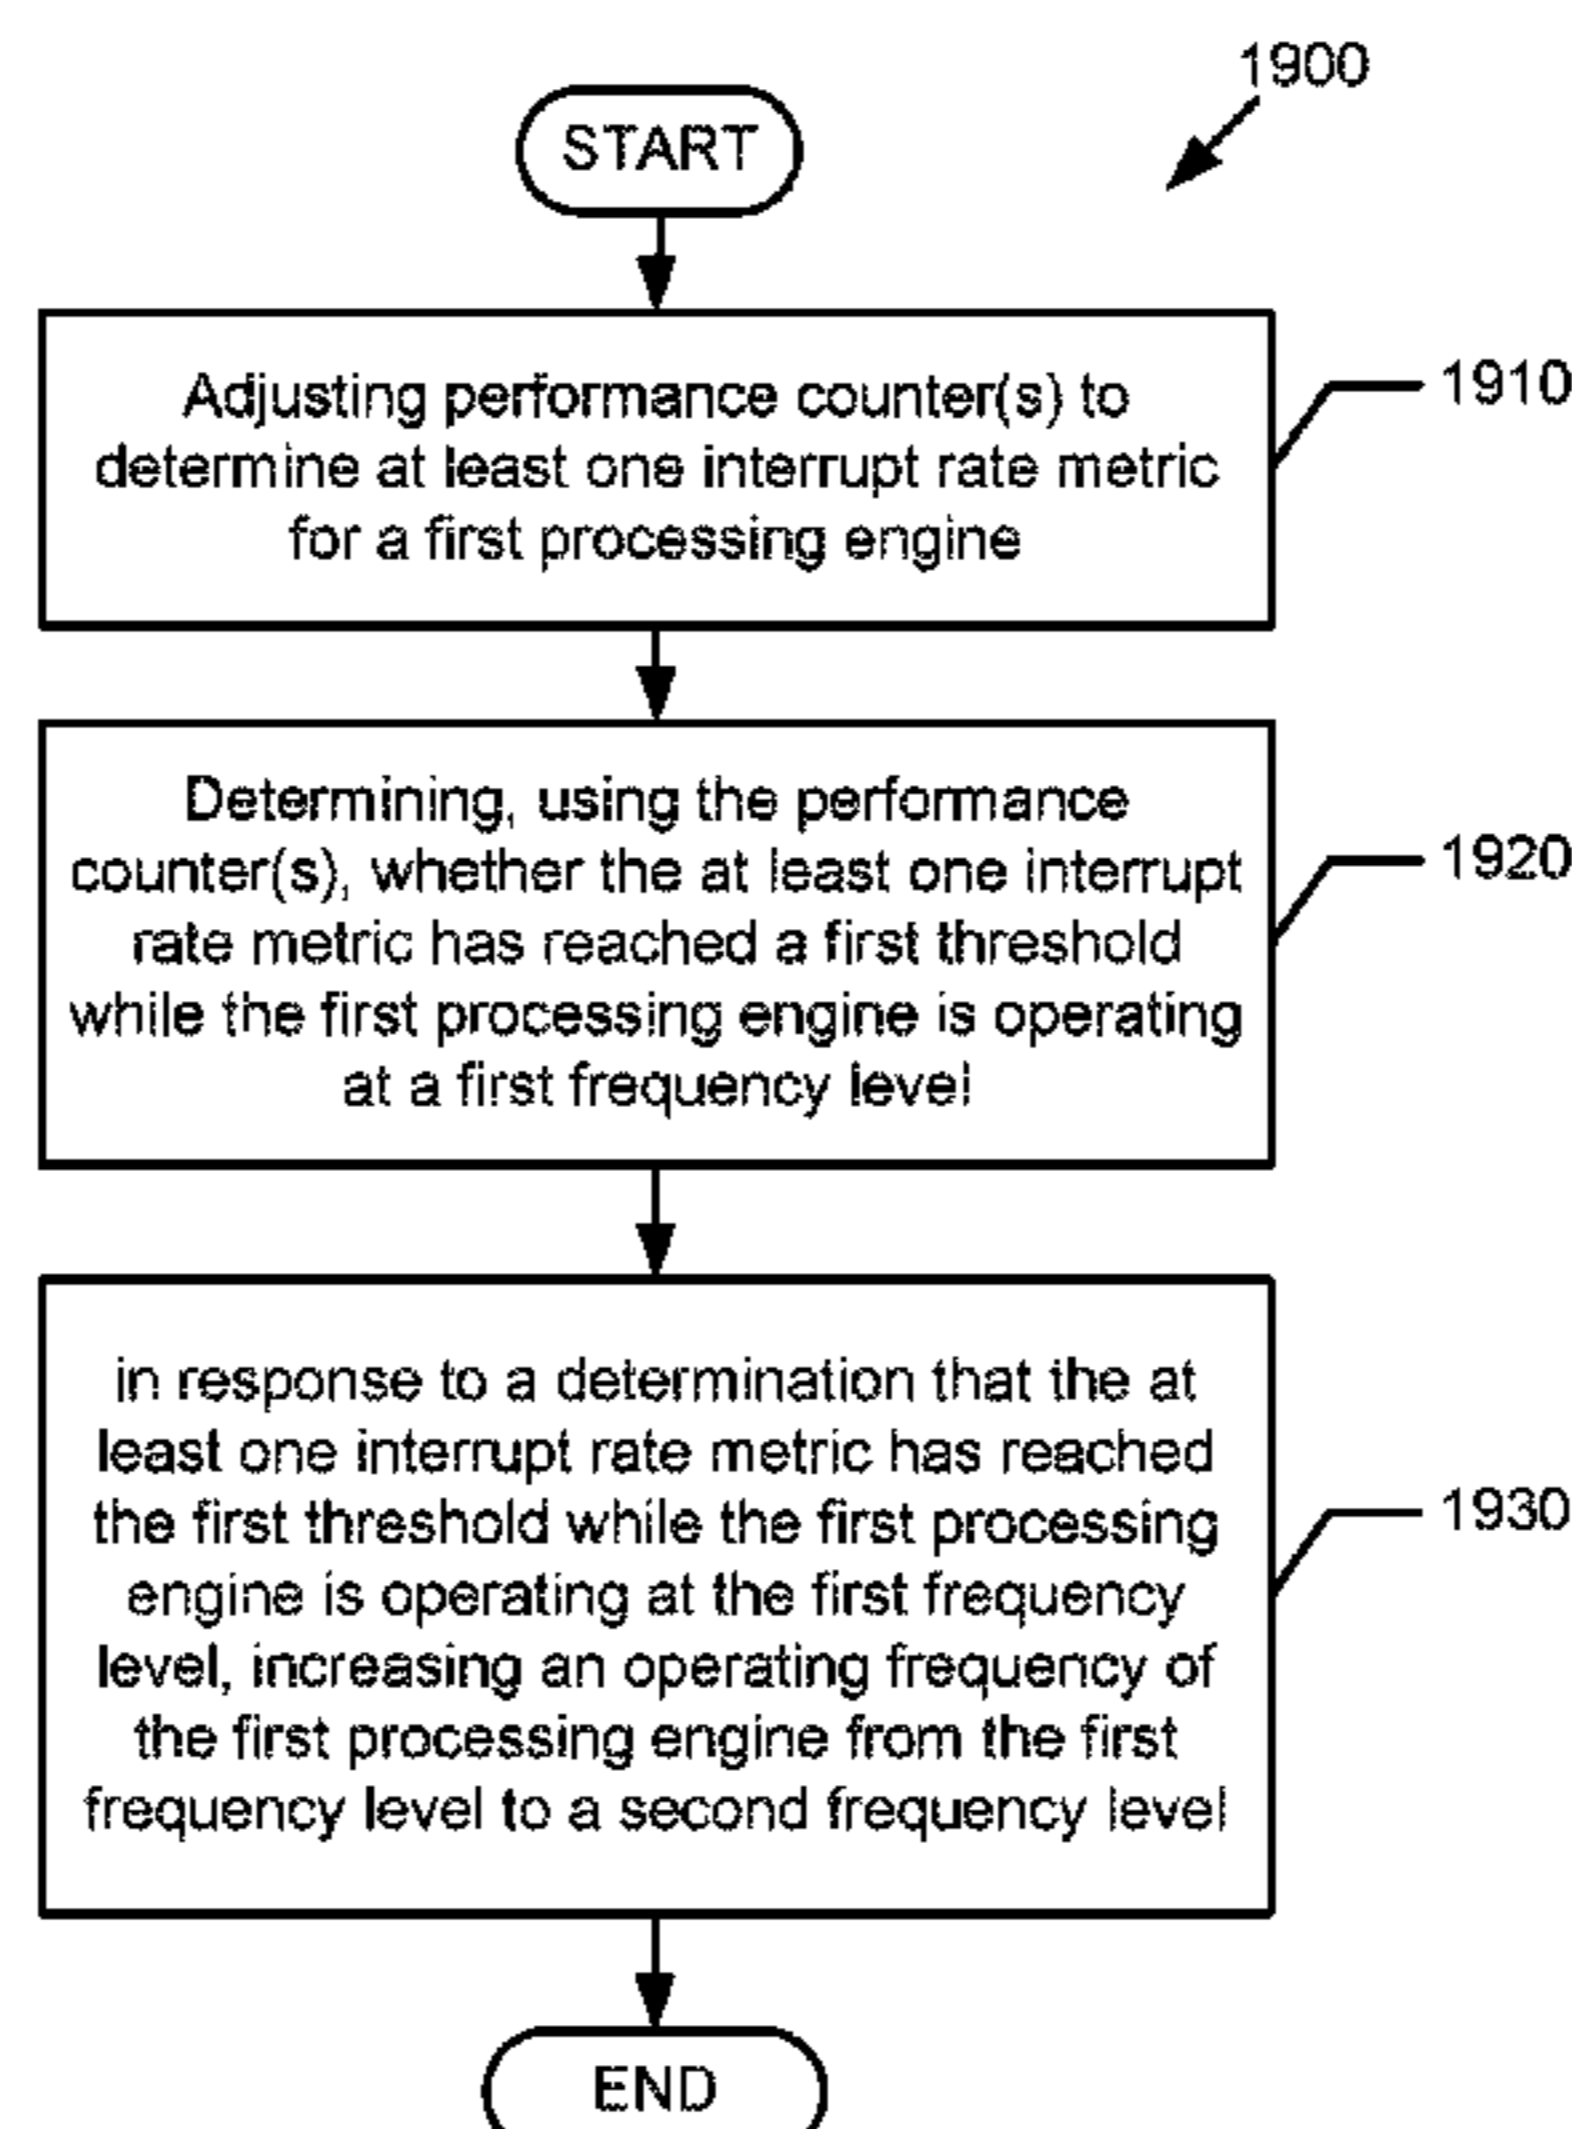 1900
START
Adjusting performance counter(s) to
determine at least one interrupt rate metric
for a first processing engine
1910
Determining, using the performance
counter(s), whether the at least one interrupt
rate metric has reached a first threshold
while the first processing engine is operating
at a first frequency level
1920
in response to a determination that the at
least one interrupt rate metric has reached
the first threshold while the first processing
engine is operating at the first frequency
level, increasing an operating frequency of
the first processing engine from the first
frequency level to a second frequency level
1930
END